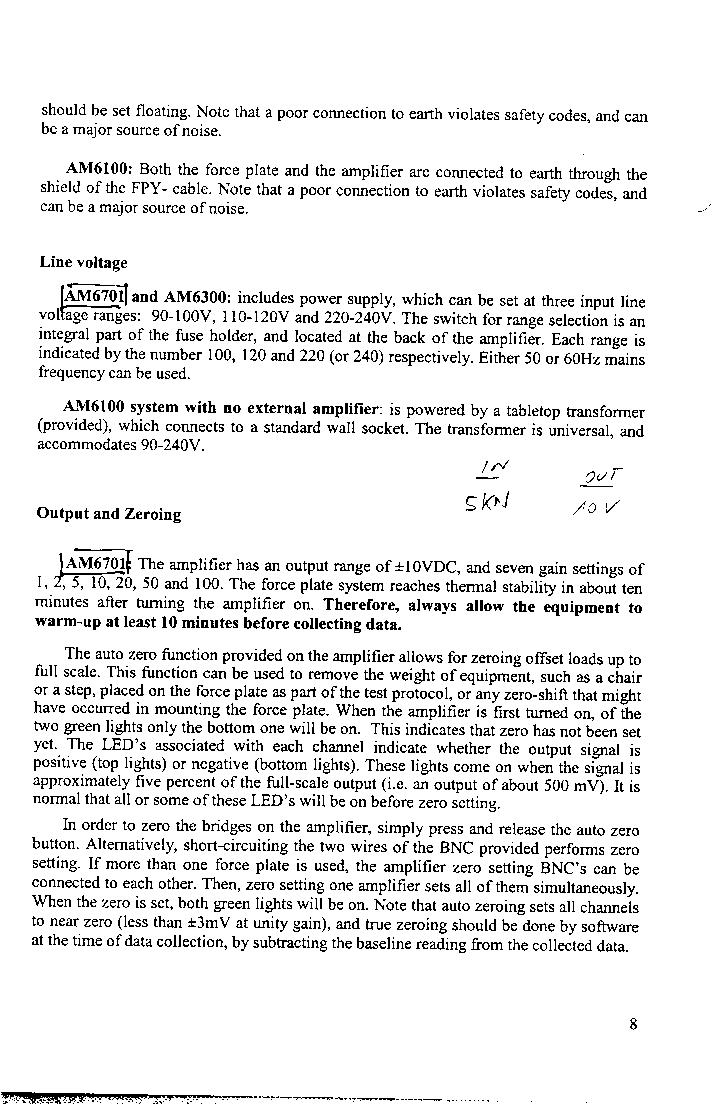 should be set floating. Note that a poor connection to earth violates safety codes, and can
be a major source of noise.
AM6100: Both the force plate and the amplifier are connected to earth through the
shield of the FPY- cable. Note that a poor connection to earth violates safety codes, and
can be a major source of noise.
Line voltage
AM6701 and AM6300: includes power supply, which can be set at three input line
voltage ranges: 90-100V, 110-120V and 220-240V. The switch for range selection is an
integral part of the fuse holder, and located at the back of the amplifier. Each range is
indicated by the number 100, 120 and 220 (or 240) respectively. Either 50 or 60Hz mains
frequency can be used.
AM6100 system with no external amplifier: is powered by a tabletop transformer
(provided), which connects to a standard wall socket. The transformer is universal, and
accommodates 90-240V.
IN OUT
5KN 10 V
Output and Zeroing
AM6701: The amplifier has an output range of ±10VDC, and seven gain settings of
1, 2, 5, 10, 20, 50 and 100. The force plate system reaches thermal stability in about ten
minutes after turning the amplifier on. Therefore, always allow the equipment to
warm-up at least 10 minutes before collecting data.
The auto zero function provided on the amplifier allows for zeroing offset loads up to
full scale. This function can be used to remove the weight of equipment, such as a chair
or a step, placed on the force plate as part of the test protocol, or any zero-shift that might
have occurred in mounting the force plate. When the amplifier is first turned on, of the
two green lights only the bottom one will be on. This indicates that zero has not been set
yet. The LED's associated with each channel indicate whether the output signal is
positive (top lights) or negative (bottom lights). These lights come on when the signal is
approximately five percent of the full-scale output (i.e. an output of about 500 mV). It is
normal that all or some of these LED's will be on before zero setting.
In order to zero the bridges on the amplifier, simply press and release the auto zero
button. Alternatively, short-circuiting the two wires of the BNC provided performs zero
setting. If more than one force plate is used, the amplifier zero setting BNC's can be
connected to each other. Then, zero setting one amplifier sets all of them simultaneously.
When the zero is set, both green lights will be on. Note that auto zeroing sets all channels
to near zero (less than ±3mV at unity gain), and true zeroing should be done by software
at the time of data collection, by subtracting the baseline reading from the collected data.
8